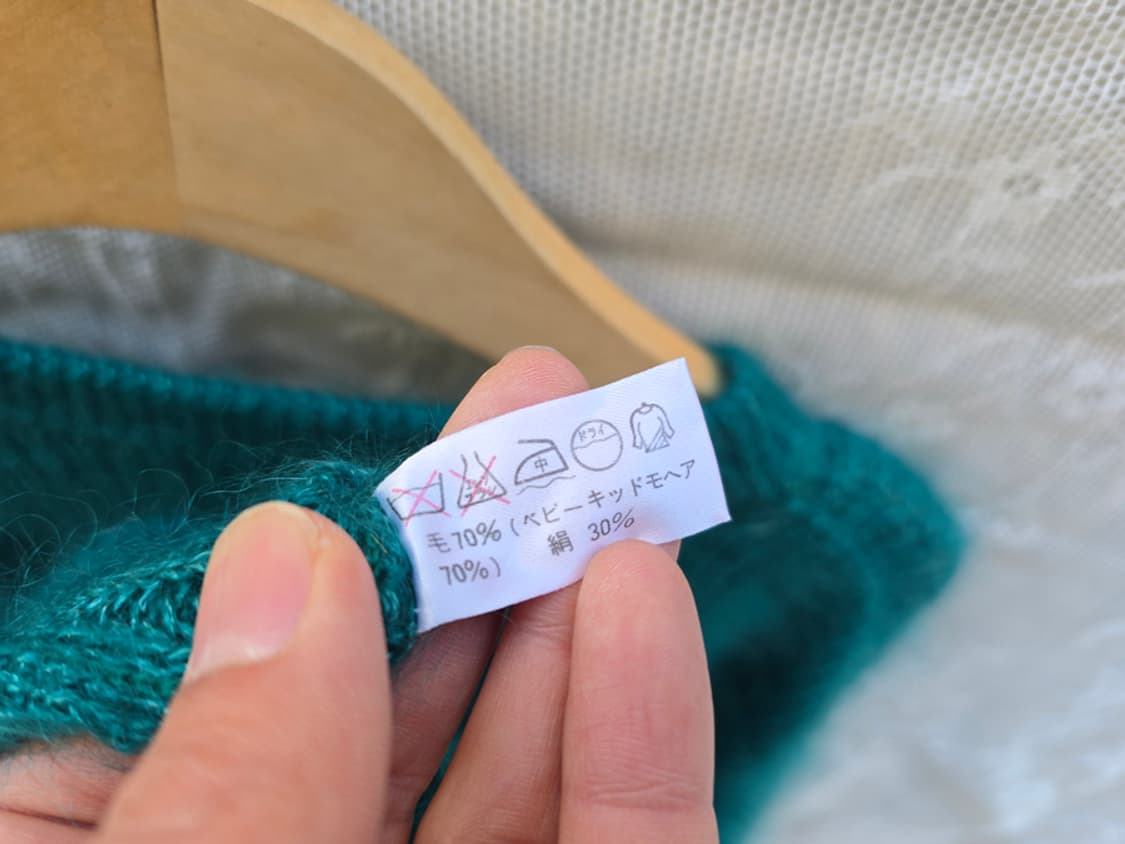 中 ドライ
毛70%(ベビーキッドモヘア
70%) 絹 30%